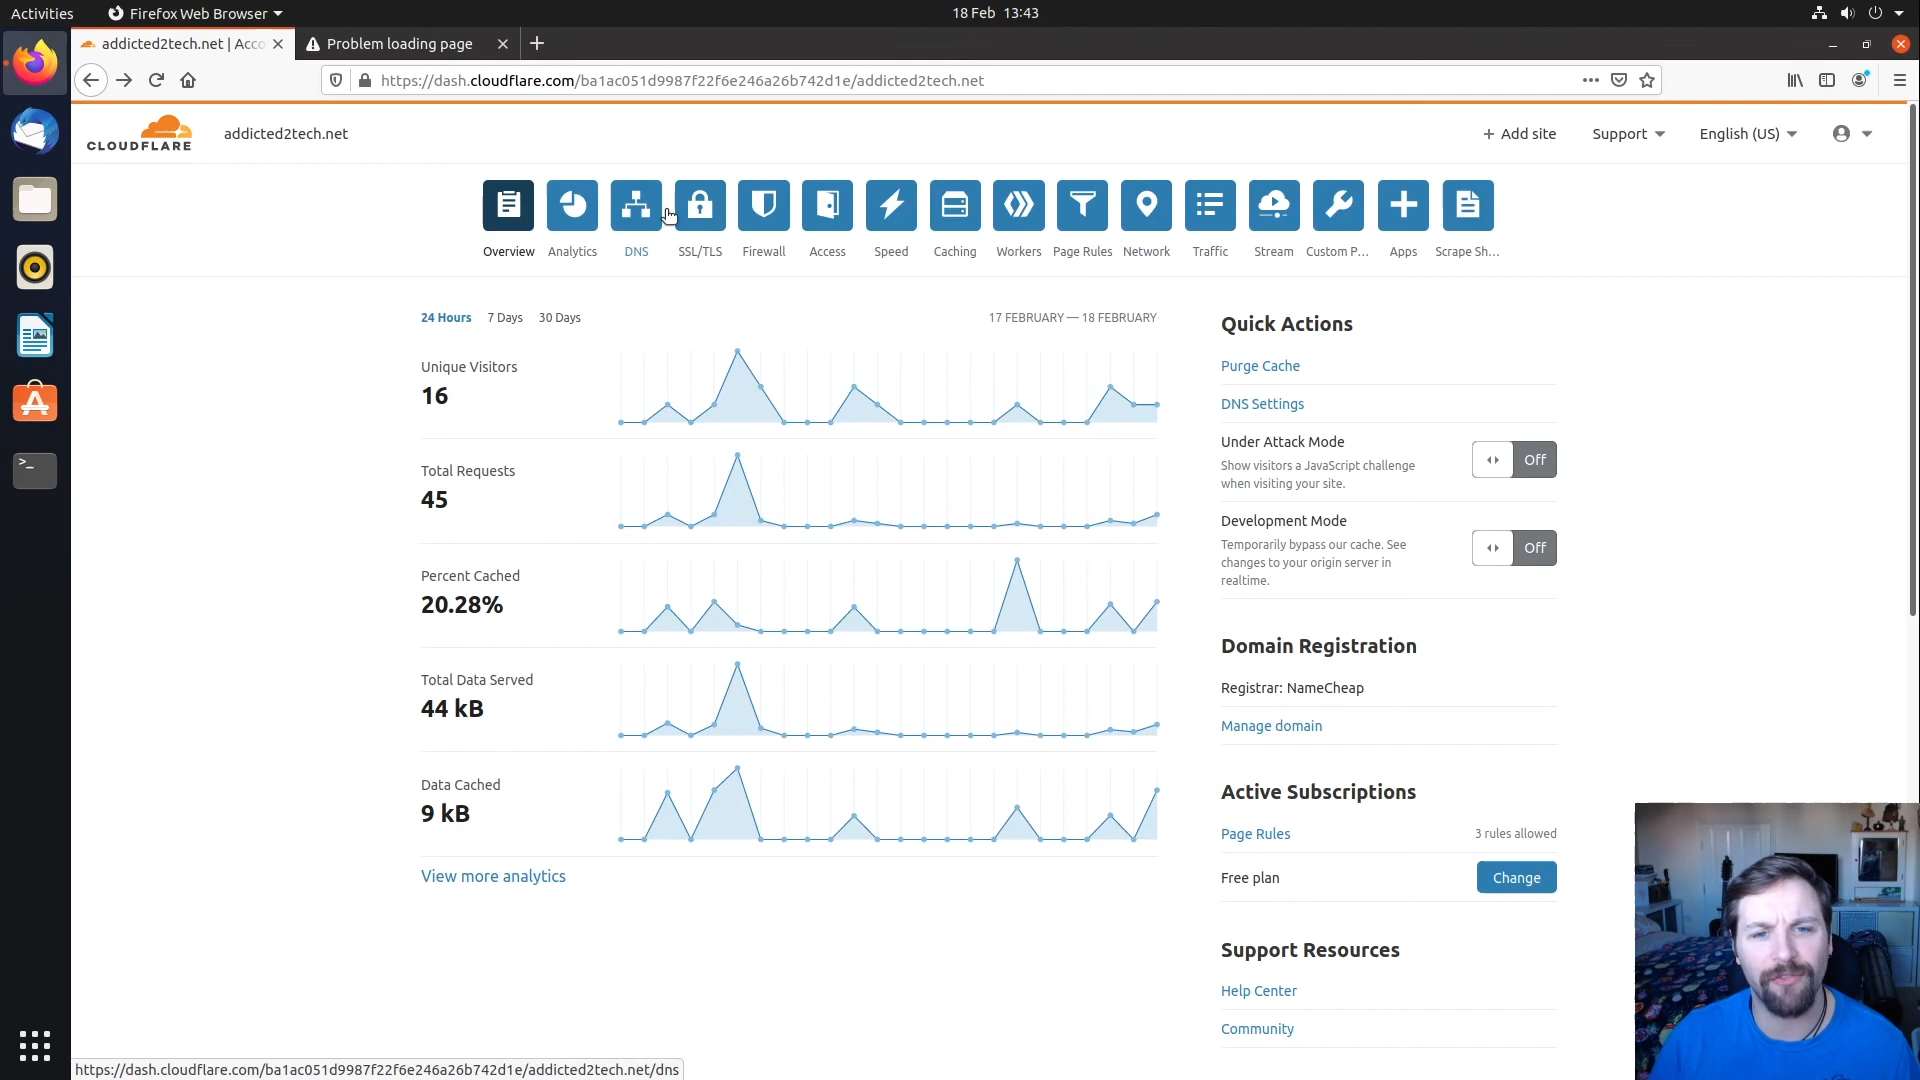 Activities
Firefox Web Browser
18 Feb 13:43
addicted2tech.net | Acco
Problem loading page
https://dash.cloudflare.com/ba1ac051d9987f22f6e246a26b742d1e/addicted2tech.net
CLOUDFLARE
addicted2tech.net
+ Add site
Support
English (US)
Overview
Analytics
DNS
SSL/TLS
Firewall
Access
Speed
Caching
Workers
Page Rules
Network
Traffic
Stream
Custom P...
Apps
Scrape Sh...
24 Hours
7 Days
30 Days
17 FEBRUARY — 18 FEBRUARY
Unique Visitors
16
Total Requests
45
Percent Cached
20.28%
Total Data Served
44 kB
Data Cached
9 kB
View more analytics
Quick Actions
Purge Cache
DNS Settings
Under Attack Mode
Show visitors a JavaScript challenge
when visiting your site.
Off
Development Mode
Temporarily bypass our cache. See
changes to your origin server in
realtime.
Off
Domain Registration
Registrar: NameCheap
Manage domain
Active Subscriptions
Page Rules
3 rules allowed
Free plan
Change
Support Resources
Help Center
Community
https://dash.cloudflare.com/ba1ac051d9987f22f6e246a26b742d1e/addicted2tech.net/dns